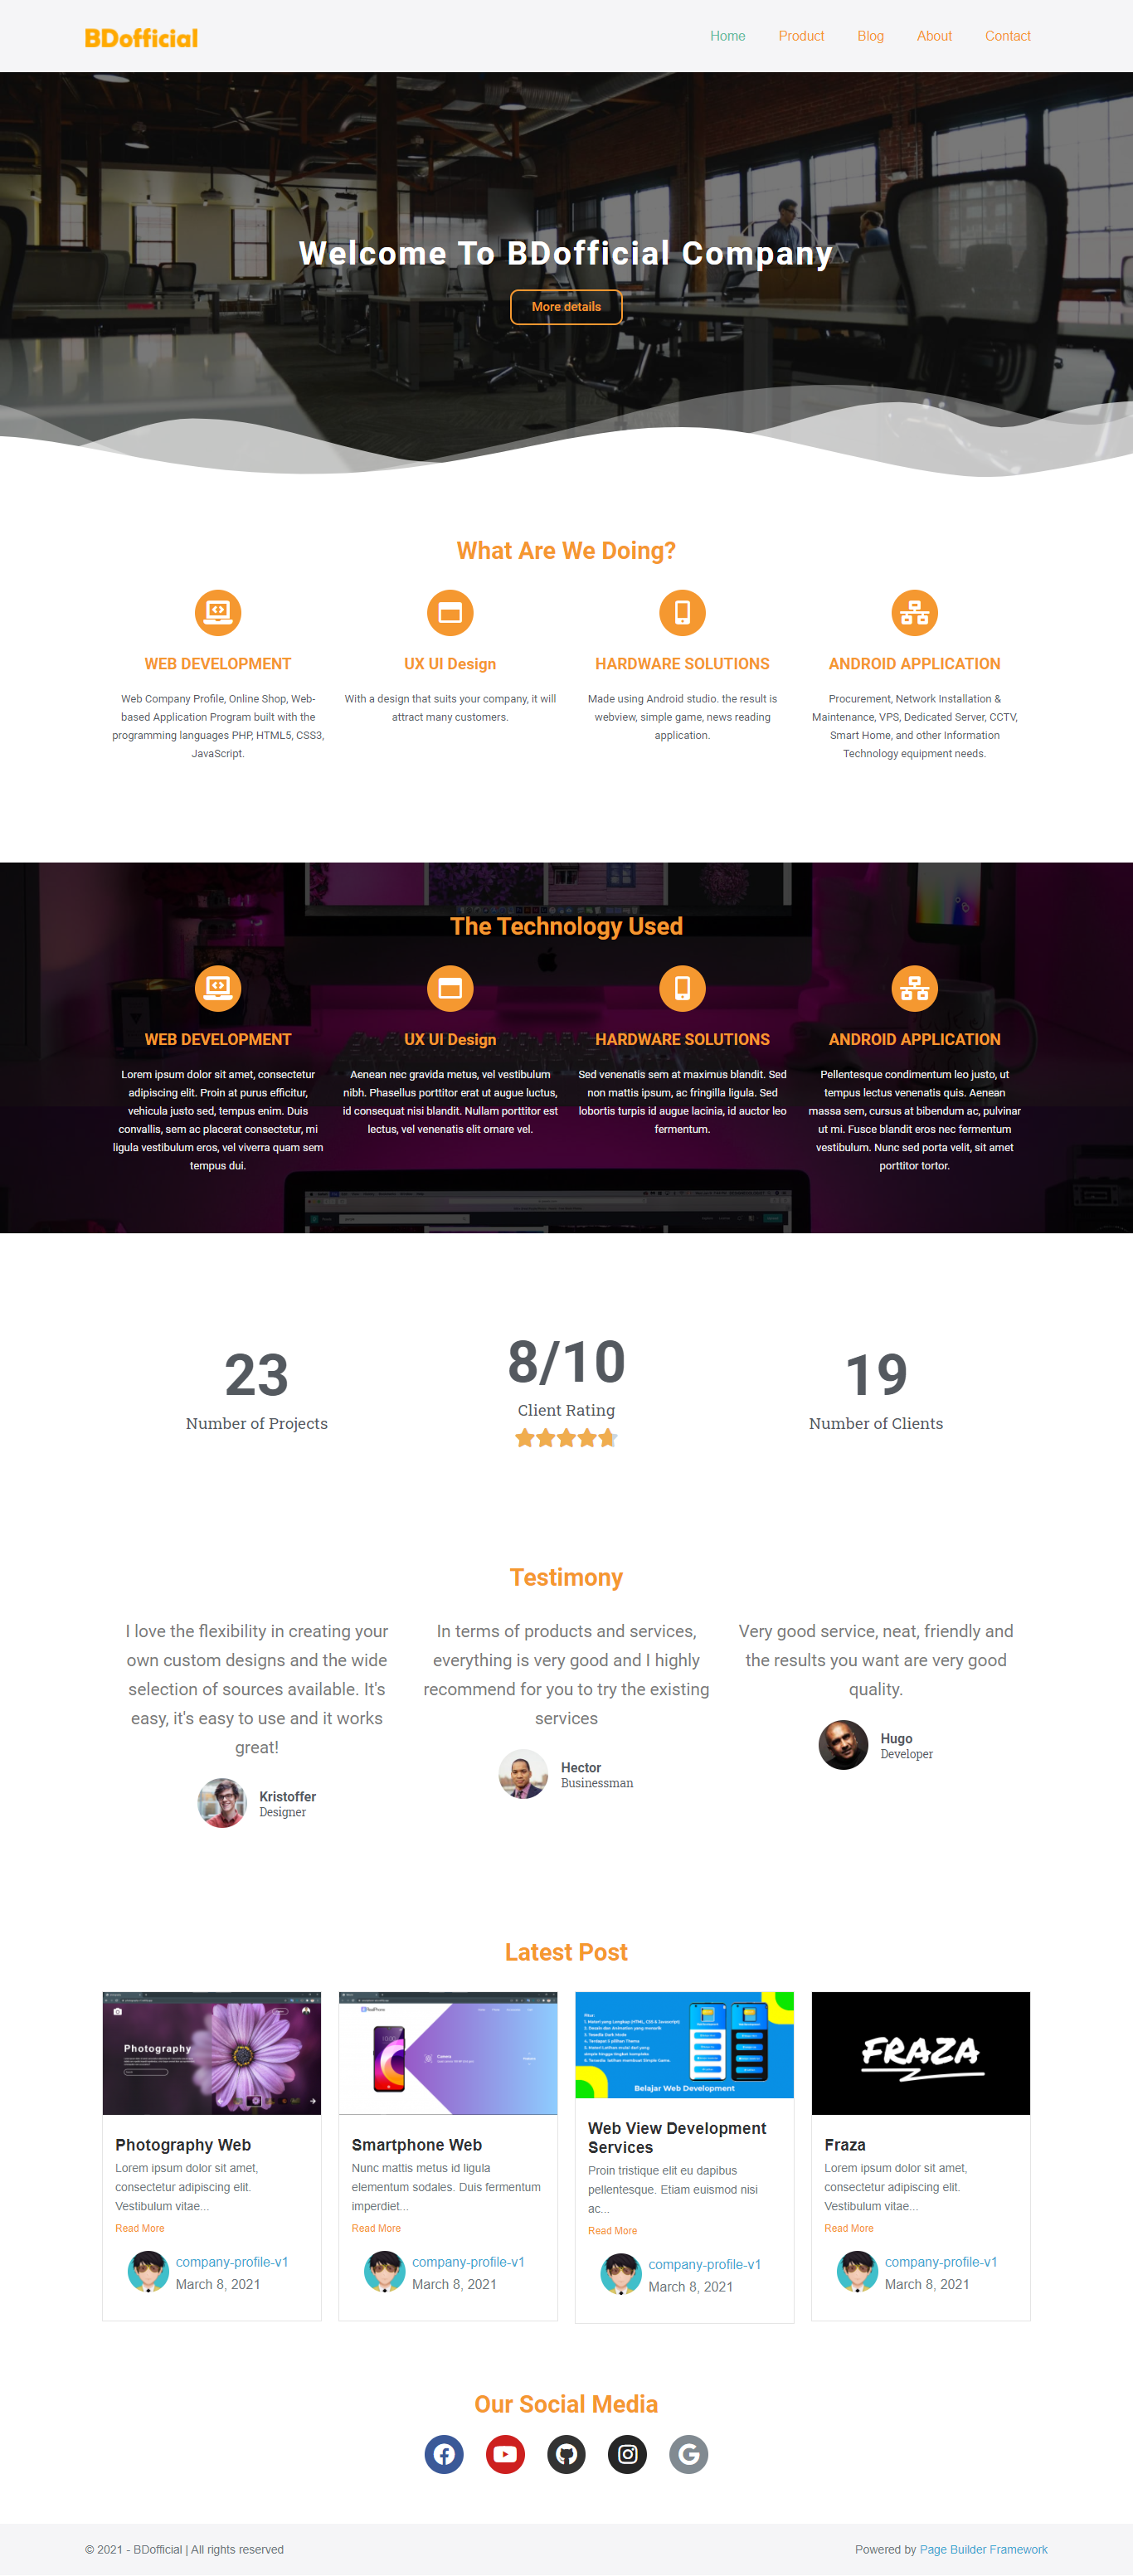 BDofficial
Home
Product
Blog
About
Contact
Welcome To BDofficial Company
More details
What Are We Doing?
WEB DEVELOPMENT
Web Company Profile, Online Shop, Web-
based Application Program built with the
programming languages PHP, HTML5, CSS3,
JavaScript.
UX UI Design
With a design that suits your company, it will
attract many customers.
HARDWARE SOLUTIONS
Made using Android studio. the result is
webview, simple game, news reading
application.
ANDROID APPLICATION
Procurement, Network Installation &
Maintenance, VPS, Dedicated Server, CCTV,
Smart Home, and other Information
Technology equipment needs.
The Technology Used
WEB DEVELOPMENT
Lorem ipsum dolor sit amet, consectetur
adipiscing elit. Proin at purus efficitur,
vehicula justo sed, tempus enim. Duis
convallis, sem ac placerat consectetur, mi
ligula vestibulum eros, vel viverra quam sem
tempus dui.
UX UI Design
Aenean nec gravida metus, vel vestibulum
nibh. Phasellus porttitor erat ut augue luctus,
id consequat nisi blandit. Nullam porttitor est
lectus, vel venenatis elit ornare vel.
HARDWARE SOLUTIONS
Sed venenatis sem at maximus blandit. Sed
non mattis ipsum, ac fringilla ligula. Sed
lobortis turpis id augue lacinia, id auctor leo
fermentum.
ANDROID APPLICATION
Pellentesque condimentum leo justo, ut
tempus lectus venenatis quis. Aenean
massa sem, cursus at bibendum ac, pulvinar
ut mi. Fusce blandit eros nec fermentum
vestibulum. Nunc sed porta velit, sit amet
porttitor tortor.
23
Number of Projects
8/10
Client Rating
19
Number of Clients
Testimony
I love the flexibility in creating your
own custom designs and the wide
selection of sources available. It's
easy, it's easy to use and it works
great!
Kristoffer
Designer
In terms of products and services,
everything is very good and I highly
recommend for you to try the existing
services
Hector
Businessman
Very good service, neat, friendly and
the results you want are very good
quality.
Hugo
Developer
Latest Post
Photography
Photography Web
Lorem ipsum dolor sit amet,
consectetur adipiscing elit.
Vestibulum vitae...
Read More
company-profile-v1
March 8, 2021
Smartphone Web
Nunc mattis metus id ligula
elementum sodales. Duis fermentum
imperdiet...
Read More
company-profile-v1
March 8, 2021
Belajar Web Development
Web View Development
Services
Proin tristique elit eu dapibus
pellentesque. Etiam euismod nisi
ac...
Read More
company-profile-v1
March 8, 2021
FRAZA
Fraza
Lorem ipsum dolor sit amet,
consectetur adipiscing elit.
Vestibulum vitae...
Read More
company-profile-v1
March 8, 2021
Our Social Media
© 2021 - BDofficial | All rights reserved
Powered by Page Builder Framework